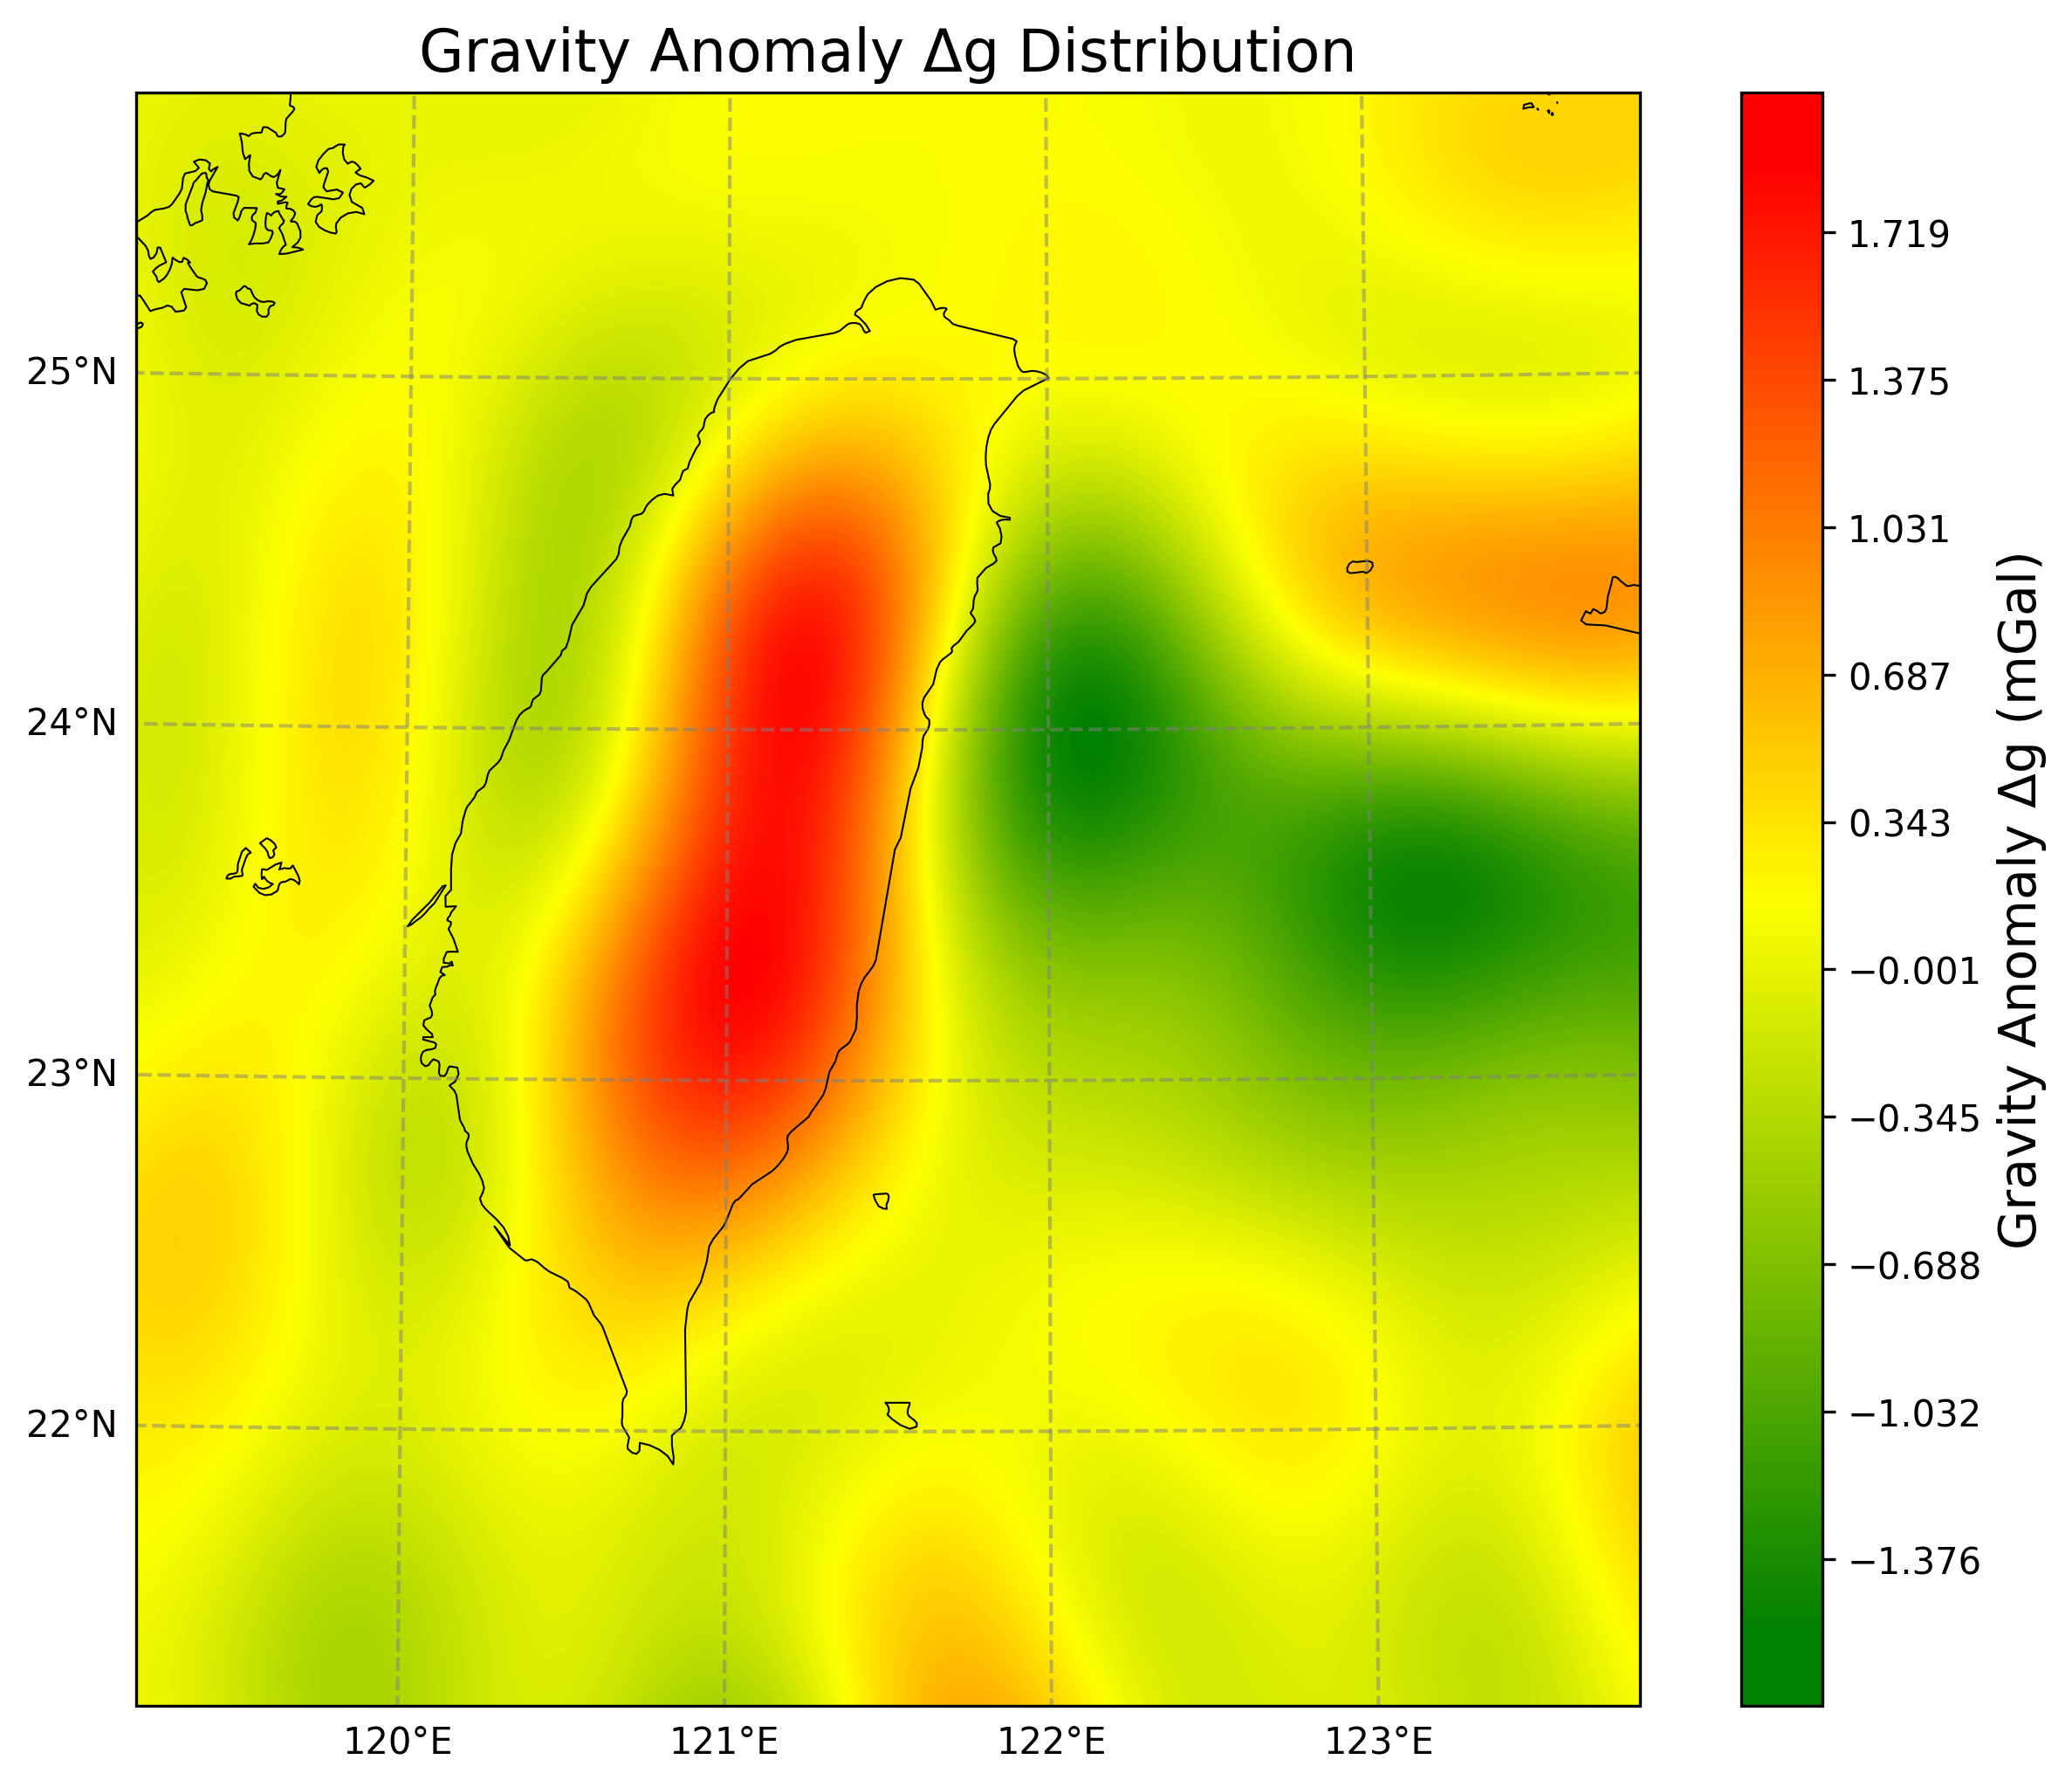 Gravity Anomaly Δg Distribution
25°N
24°N
23°N
22°N
120°E
121°E
122°E
123°E
1.719
1.375
1.031
0.687
0.343
−0.001
−0.345
−0.688
−1.032
−1.376
Gravity Anomaly Δg (mGal)